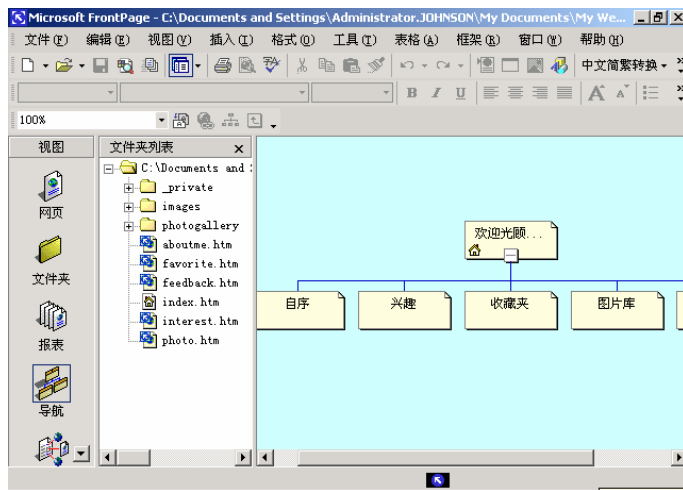 Microsoft FrontPage - C:\Documents and Settings\Administrator.JOHNSON\My Documents\My We...
文件(F) 编辑(E) 视图(V) 插入(I) 格式(O) 工具(T) 表格(A) 框架(R) 窗口(W) 帮助(H)
中文简繁转换
B I U A A
100%
视图
文件夹列表
网页
文件夹
报表
导航
C:\Documents and
_private
images
photogallery
aboutme.htm
favorite.htm
feedback.htm
index.htm
interest.htm
photo.htm
欢迎光顾...
自序
兴趣
收藏夹
图片库